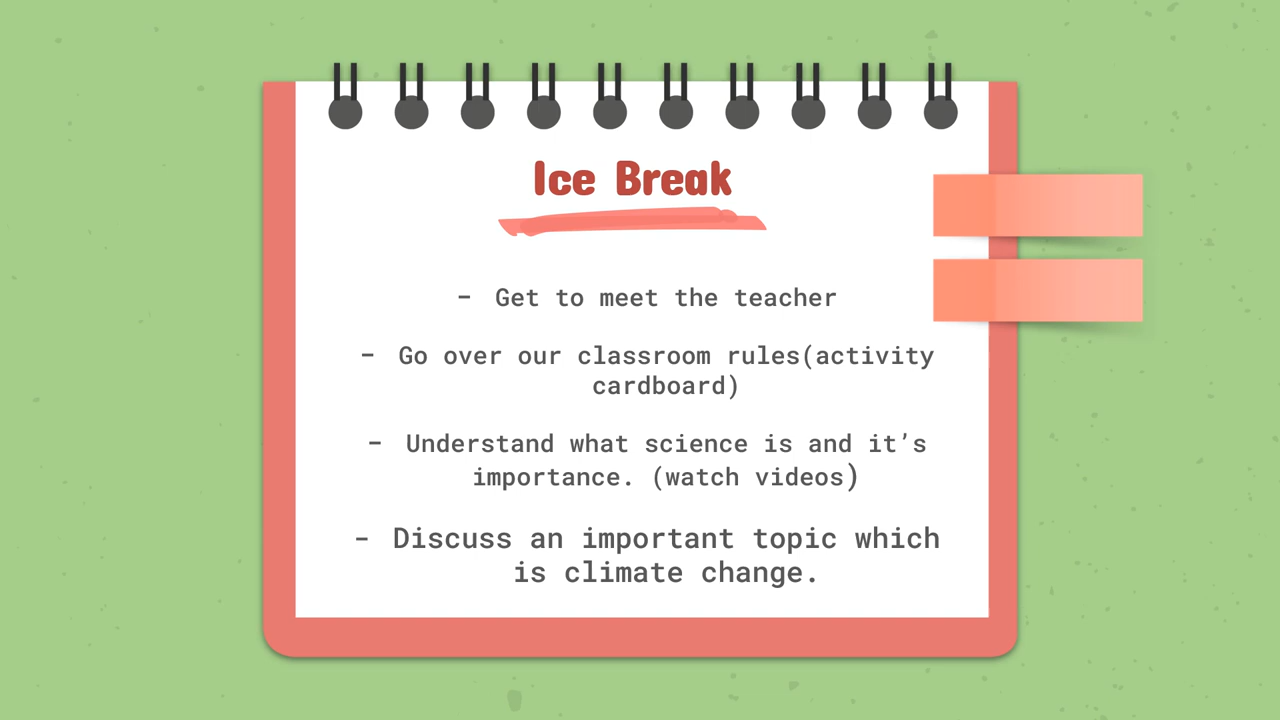 Ice Break
- Get to meet the teacher
- Go over our classroom rules(activity
cardboard)
- Understand what science is and it’s
importance. (watch videos)
- Discuss an important topic which
is climate change.